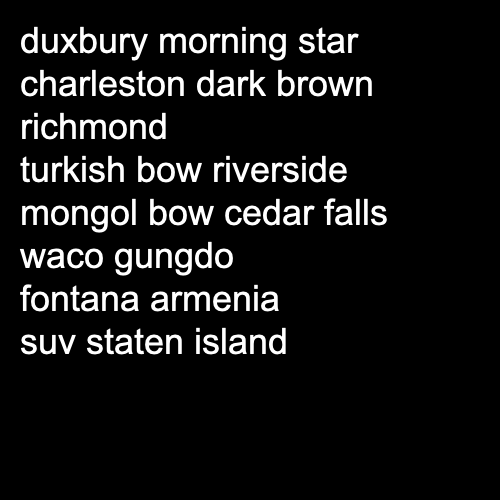 duxbury morning star
charleston dark brown
richmond
turkish bow riverside
mongol bow cedar falls
waco gungdo
fontana armenia
suv staten island